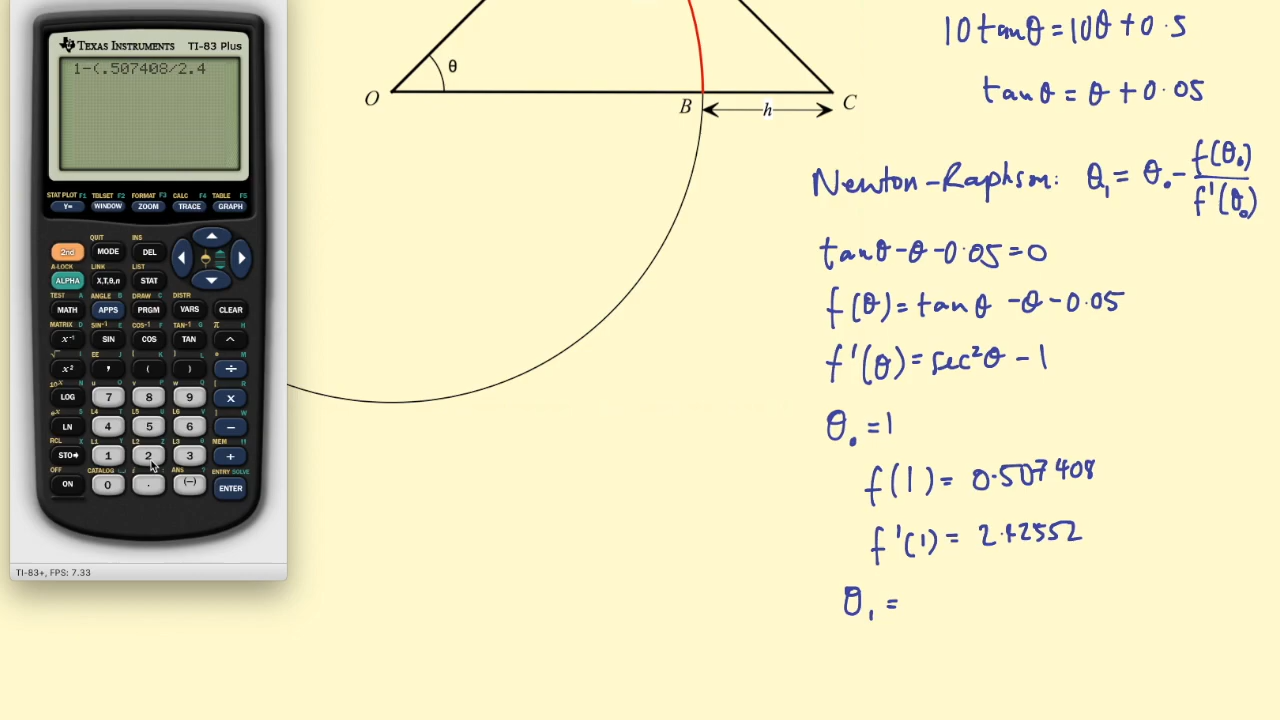 TEXAS INSTRUMENTS TI-83 Plus
1-(.507408/2.4
STAT PLOT F1 TBLSET F2 FORMAT F3 CALC F4 TABLE F5
Y= WINDOW ZOOM TRACE GRAPH
QUIT INS
2nd MODE DEL
A-LOCK LINK LIST
ALPHA X,T,θ,n STAT
TEST A ANGLE B DRAW C DISTR
MATH APPS PRGM VARS CLEAR
MATRIX D SIN⁻¹ E COS⁻¹ F TAN⁻¹ G π H
x⁻¹ SIN COS TAN ^
√ I EE J { K } L e M
x² , ( ) ÷
10ˣ N u O v P w Q [ R
LOG 7 8 9 x
eˣ S L4 T L5 U L6 V ] W
LN 4 5 6 −
RCL X L1 Y L2 Z L3 θ MEM "
STO➡ 1 2 3 +
OFF CATALOG i ANS ? ENTRY SOLVE
ON 0 . (−) ENTER
TI-83+, FPS: 7.33
θ
O B h C
10 tanθ = 10θ + 0.5
tanθ = θ + 0.05
Newton-Raphson: θ₁ = θ₀ - f(θ₀)/f'(θ₀)
tanθ - θ - 0.05 = 0
f(θ) = tanθ - θ - 0.05
f'(θ) = sec²θ - 1
θ₀ = 1
f(1) = 0.507408
f'(1) = 2.42552
θ₁ =